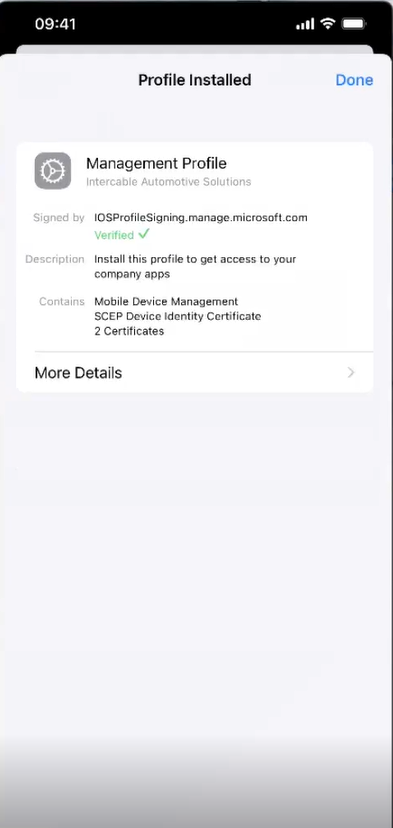 09:41
Profile Installed
Done
Management Profile
Intercable Automotive Solutions
Signed by IOSProfileSigning.manage.microsoft.com
Verified ✓
Description Install this profile to get access to your
company apps
Contains Mobile Device Management
SCEP Device Identity Certificate
2 Certificates
More Details